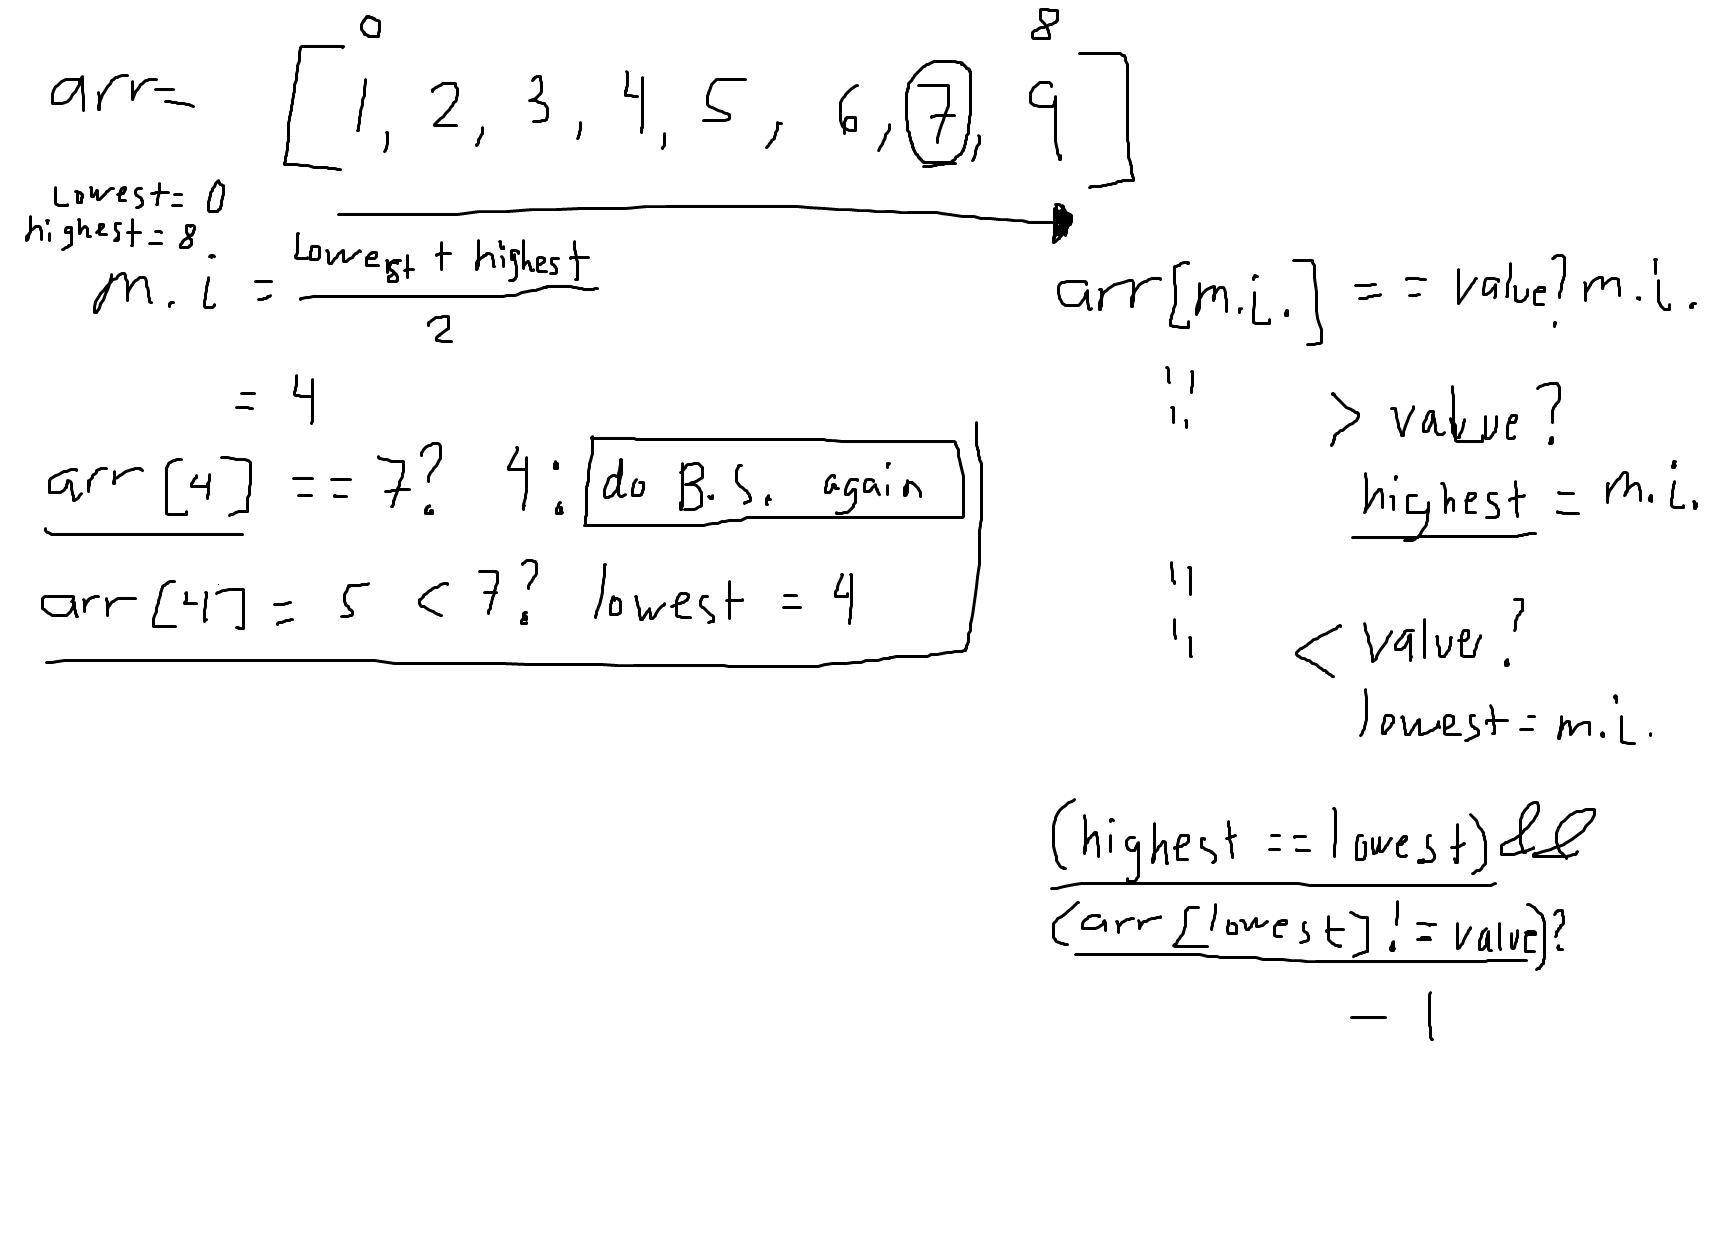 0 8
arr= [1, 2, 3, 4, 5, 6, 7, 9]
Lowest= 0
highest = 8
m.i = Lowest + highest
2
= 4
arr [4] == 7? 4: do B.S. again
arr [4] = 5 < 7? lowest = 4
arr[m.i.] == value? m.i.
" > value?
highest = m.i.
" < value?
lowest = m.i.
(highest == lowest) &&
(arr [lowest] != value)?
- 1